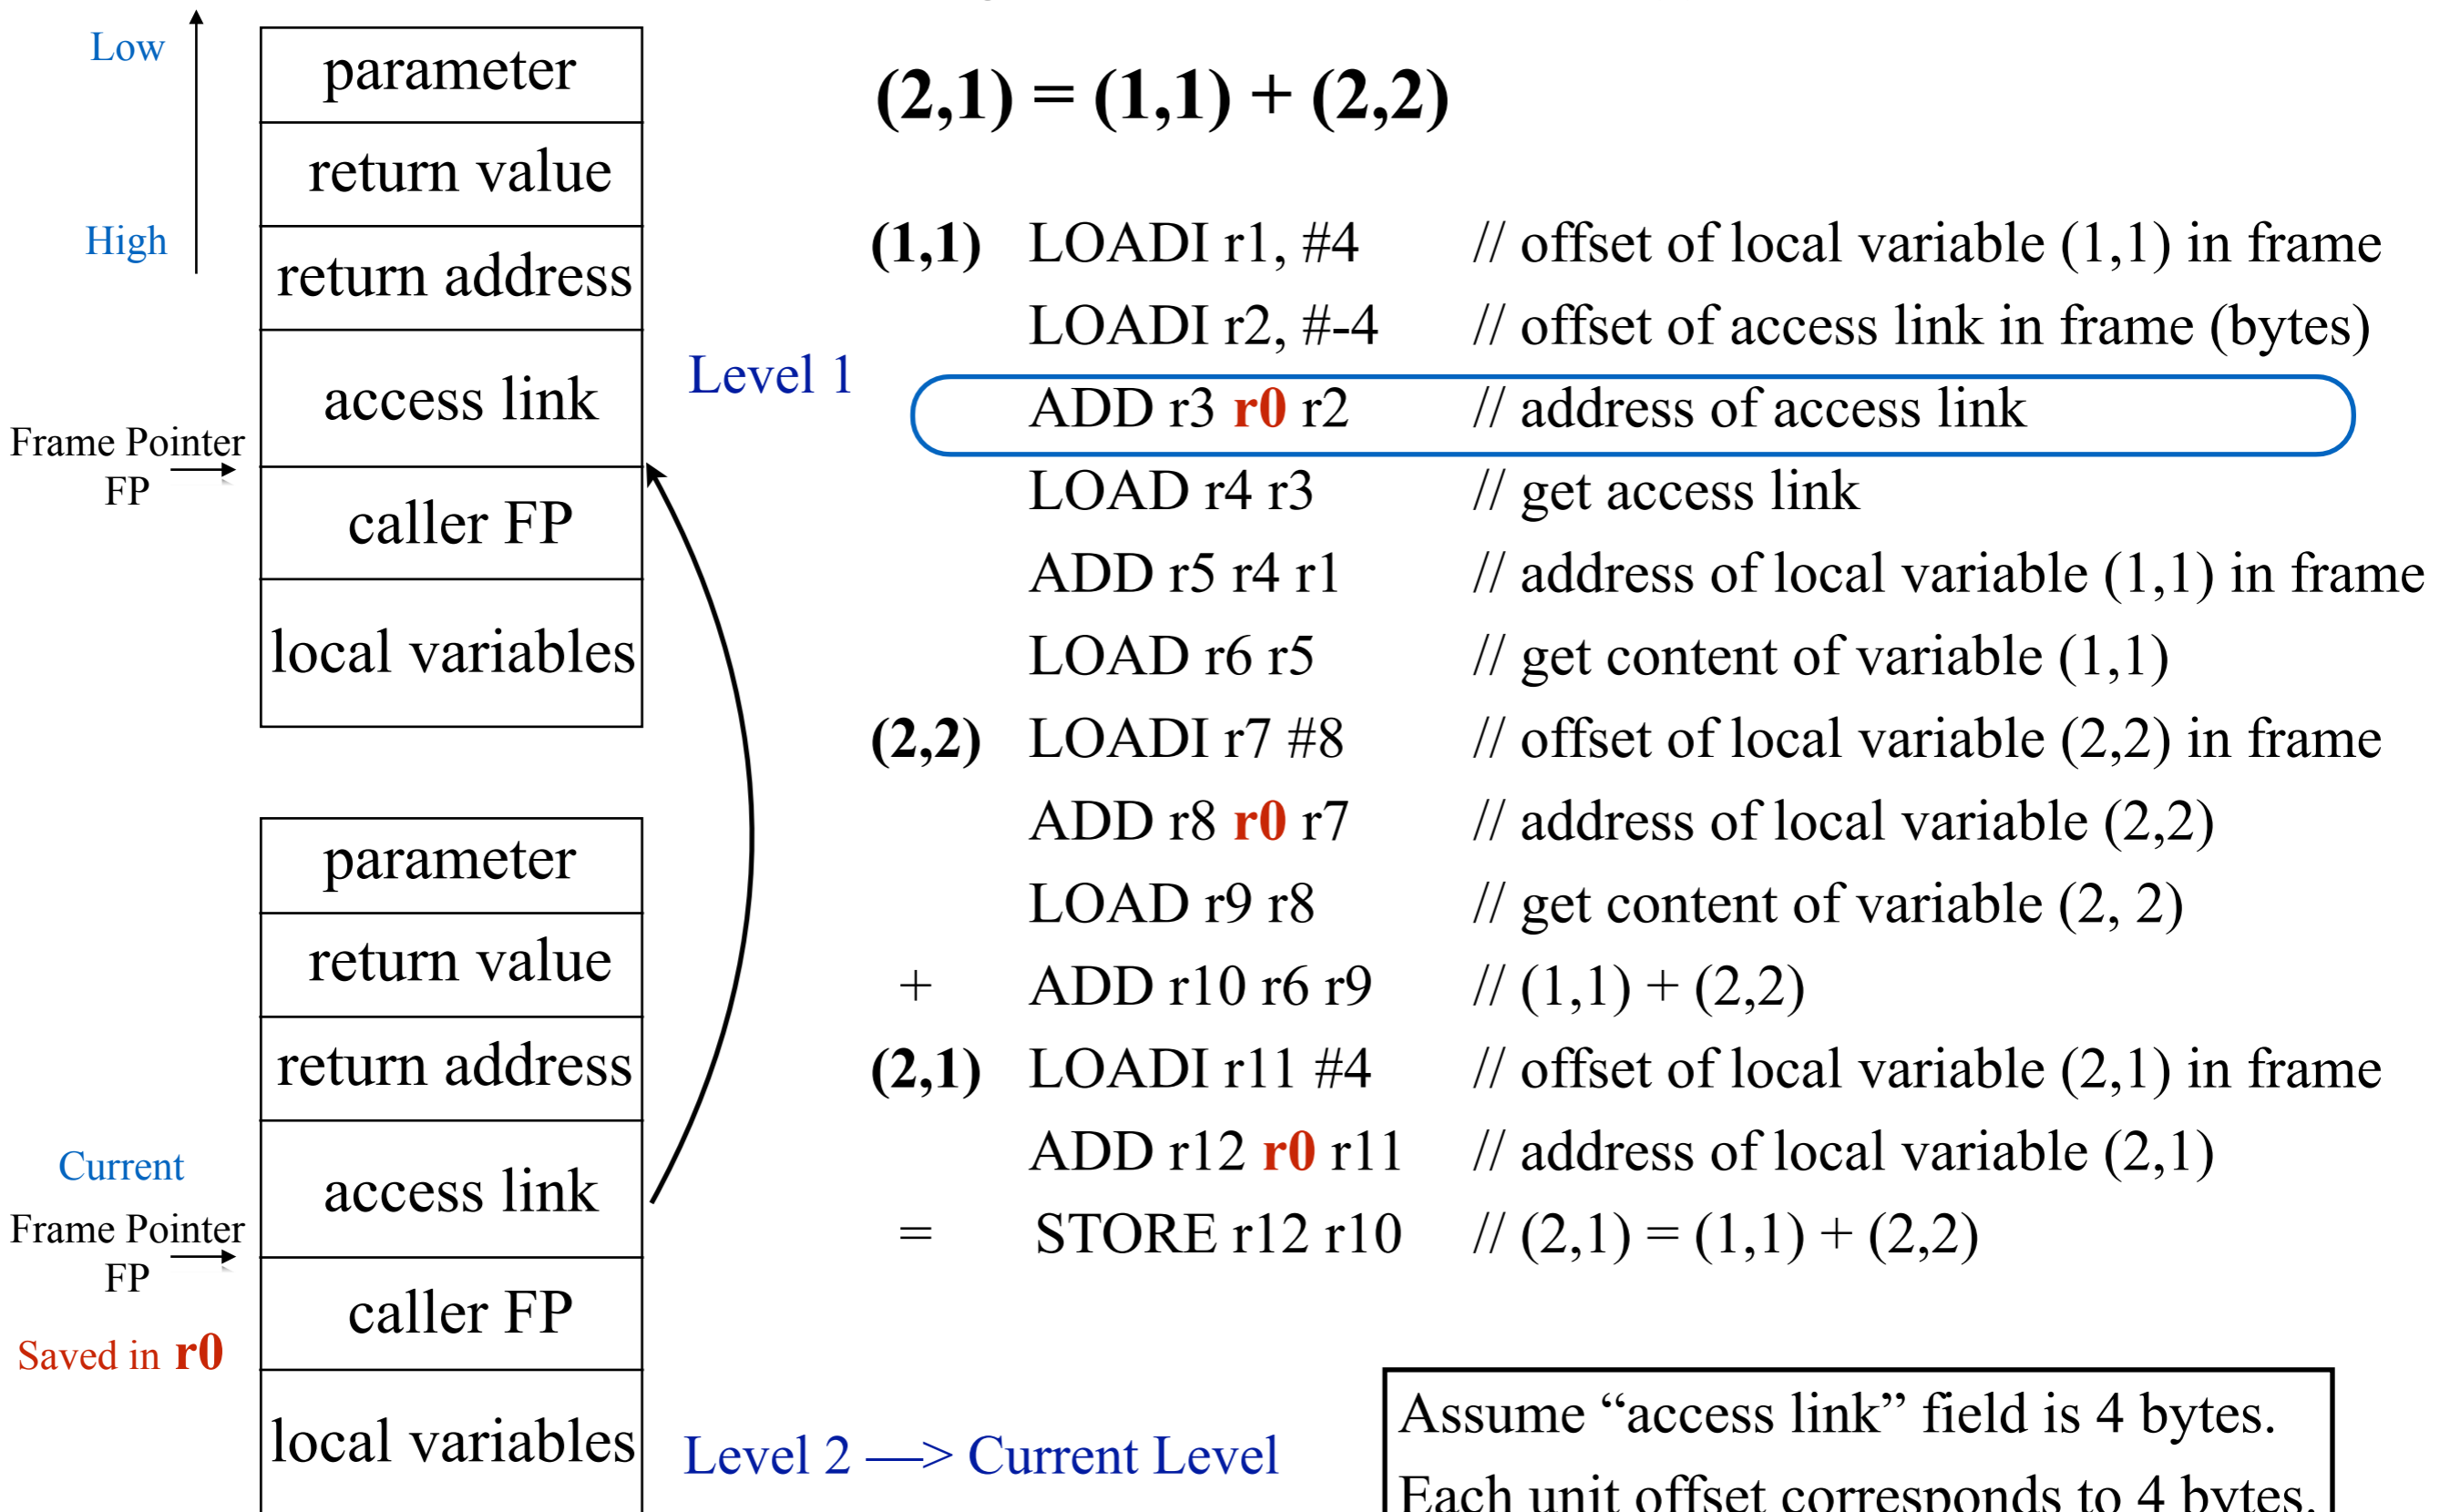 Low
High
parameter
return value
return address
access link
Frame Pointer
FP
caller FP
local variables
Level 1
parameter
return value
return address
access link
Current
Frame Pointer
FP
Saved in r0
caller FP
local variables
Level 2 —> Current Level
(2,1) = (1,1) + (2,2)
(1,1) LOADI r1, #4 // offset of local variable (1,1) in frame
LOADI r2, #-4 // offset of access link in frame (bytes)
ADD r3 r0 r2 // address of access link
LOAD r4 r3 // get access link
ADD r5 r4 r1 // address of local variable (1,1) in frame
LOAD r6 r5 // get content of variable (1,1)
(2,2) LOADI r7 #8 // offset of local variable (2,2) in frame
ADD r8 r0 r7 // address of local variable (2,2)
LOAD r9 r8 // get content of variable (2, 2)
+ ADD r10 r6 r9 // (1,1) + (2,2)
(2,1) LOADI r11 #4 // offset of local variable (2,1) in frame
ADD r12 r0 r11 // address of local variable (2,1)
= STORE r12 r10 // (2,1) = (1,1) + (2,2)
Assume “access link” field is 4 bytes.
Each unit offset corresponds to 4 bytes.